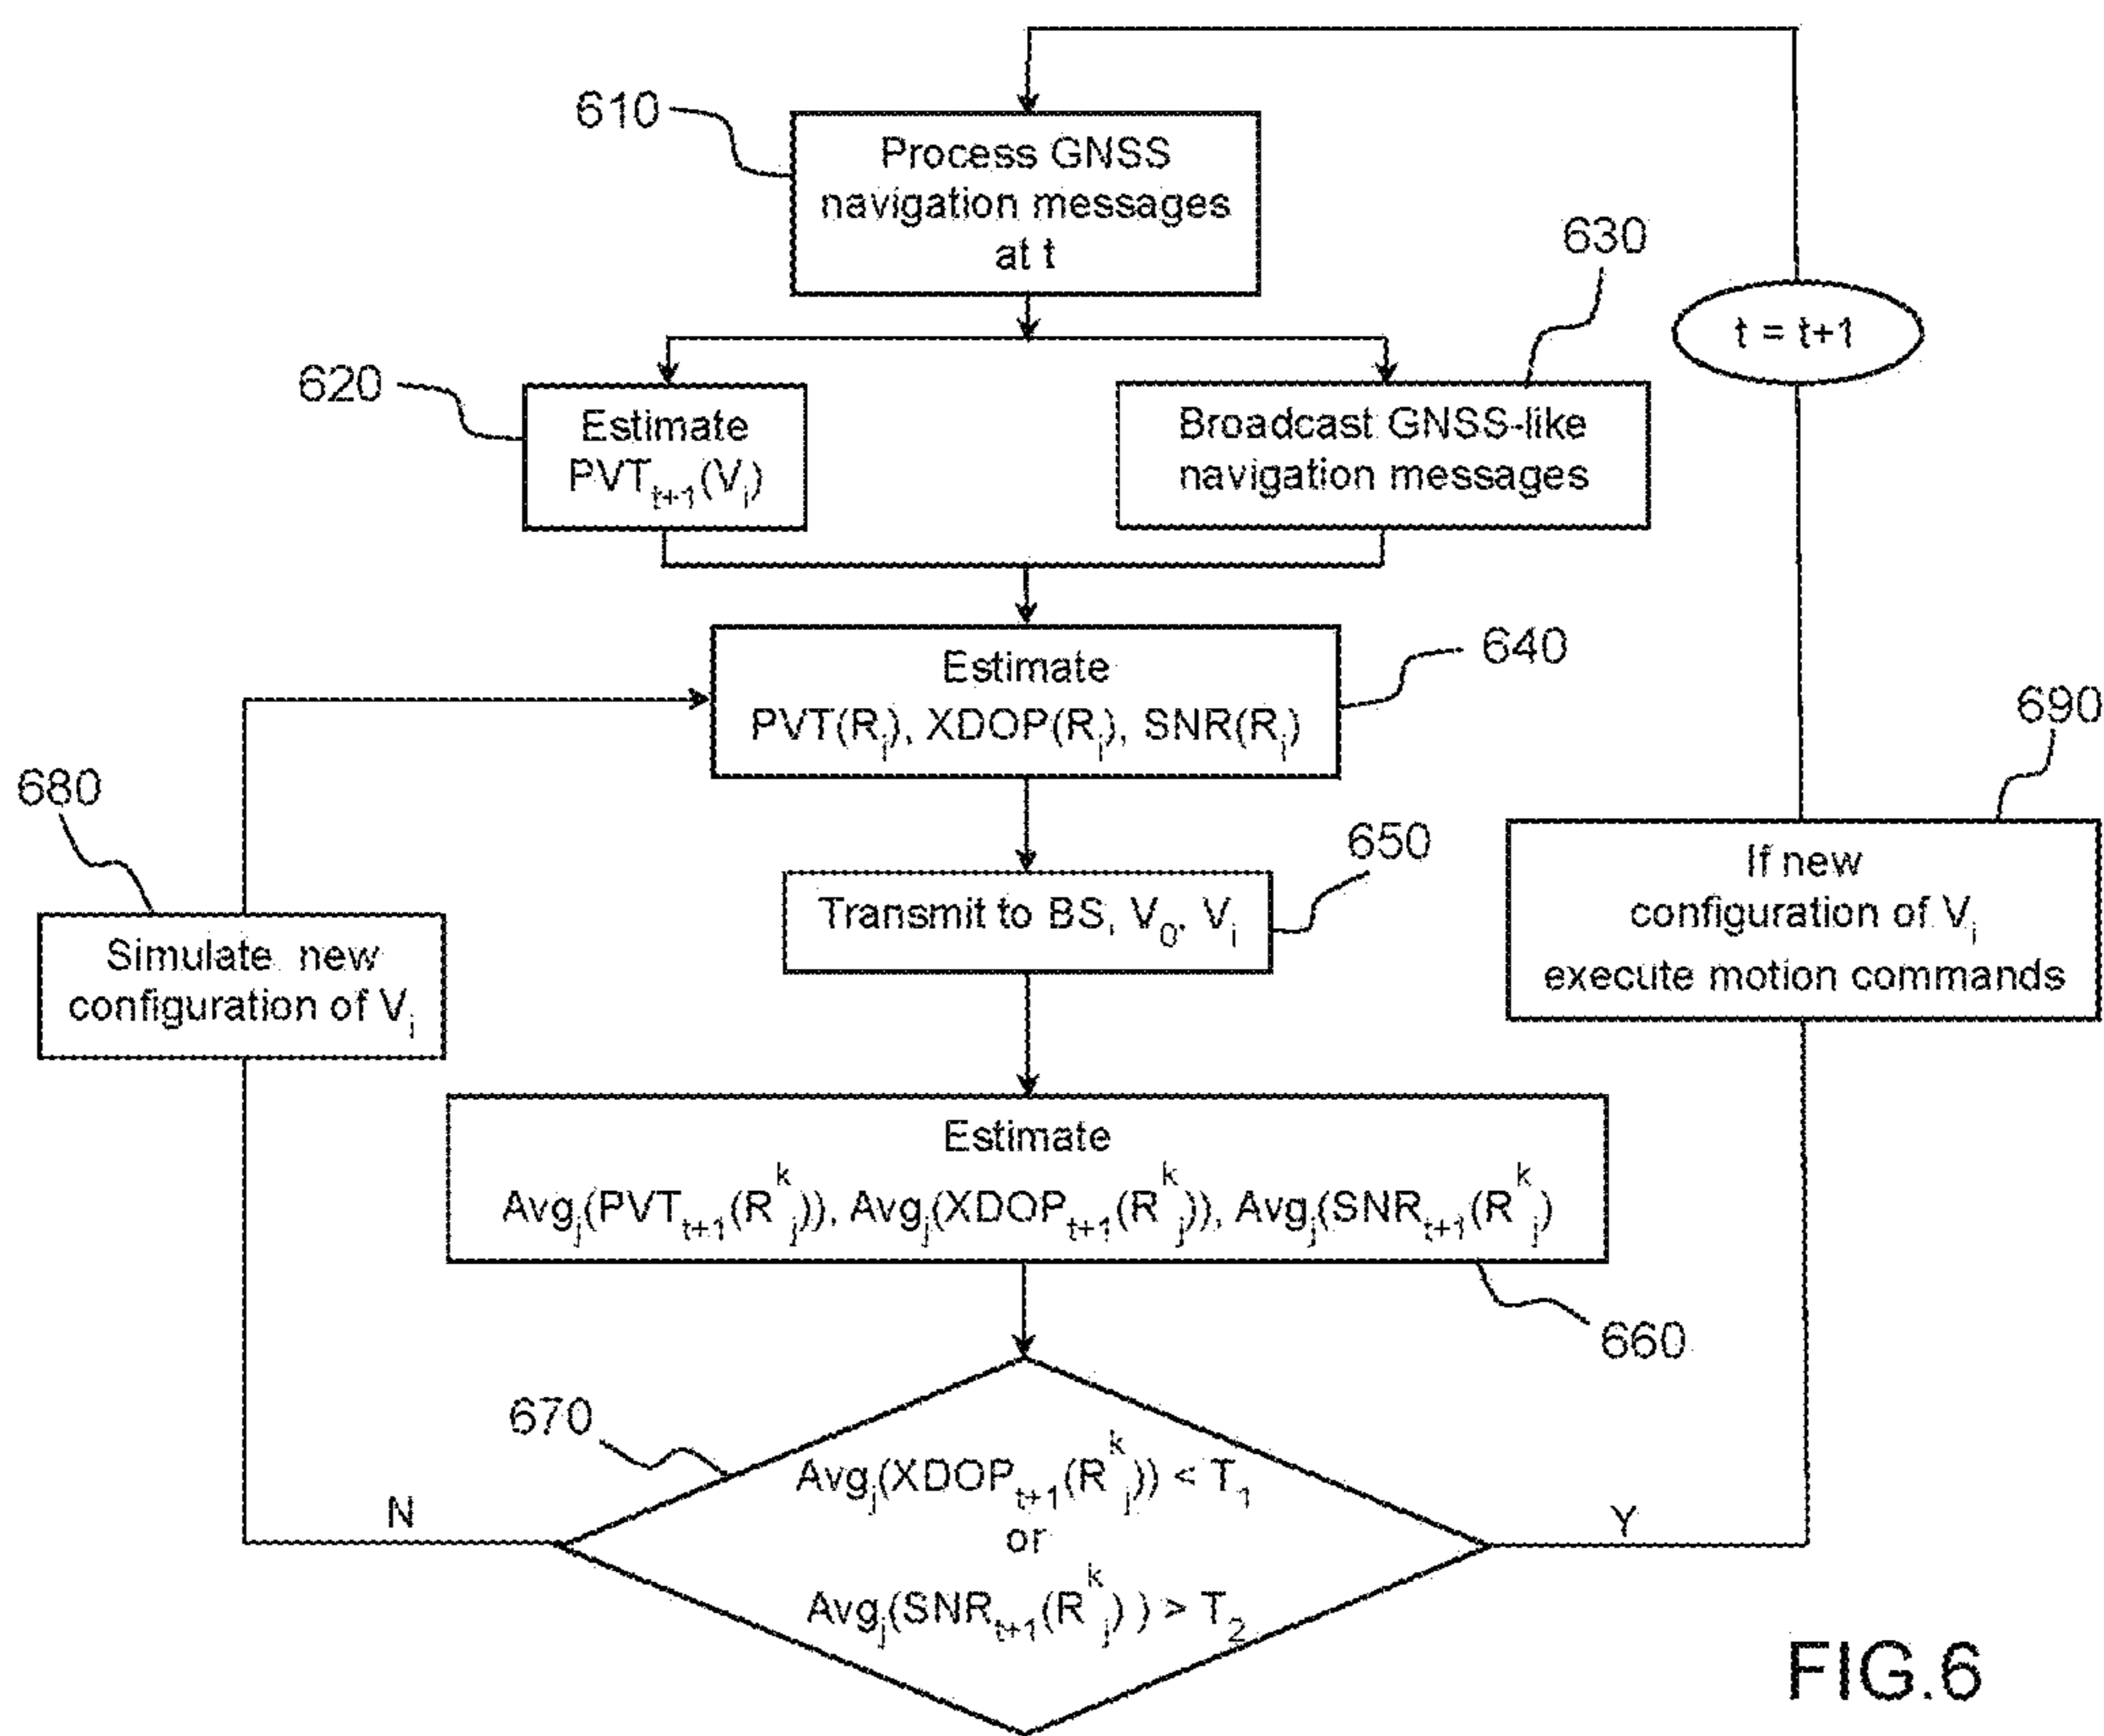 610
Process GNSS
navigation messages
at t
630
t = t+1
620
Estimate
PVT_{t+1}(V_i)
Broadcast GNSS-like
navigation messages
640
Estimate
PVT(R_j), XDOP(R_j), SNR(R_j)
690
680
650
If new
configuration of V_i
execute motion commands
Transmit to BS, V_0, V_i
Simulate new
configuration of V_i
Estimate
Avg_j(PVT_{t+1}(R^k_j)), Avg_j(XDOP_{t+1}(R^k_j)), Avg_j(SNR_{t+1}(R^k_j)
660
670
Avg_j(XDOP_{t+1}(R^k_j)) < T_1
or
Avg_j(SNR_{t+1}(R^k_j) ) > T_2
N
Y
FIG.6